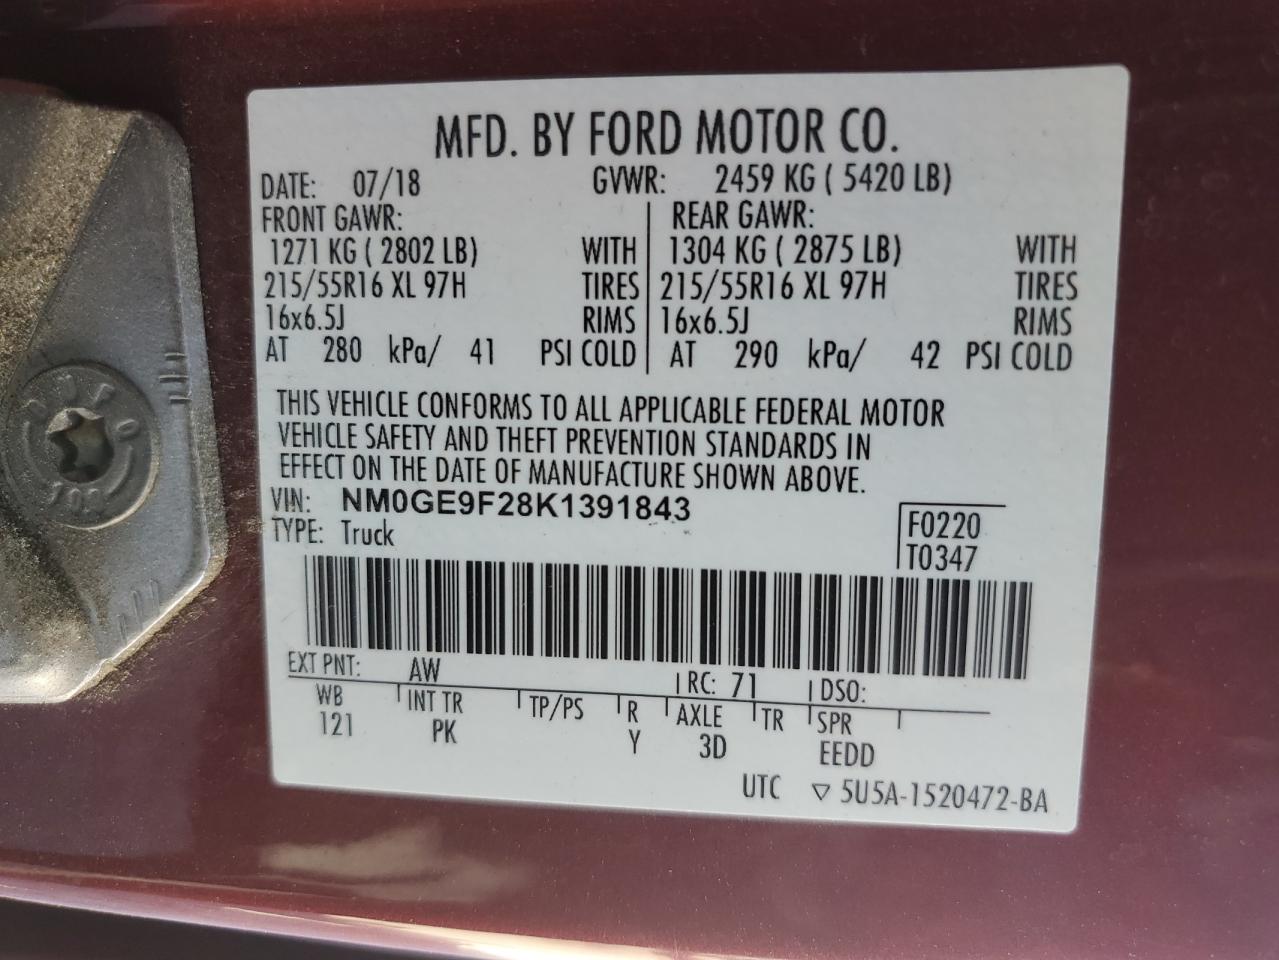 MFD. BY FORD MOTOR CO.
DATE: 07/18 GVWR: 2459 KG ( 5420 LB)
FRONT GAWR: REAR GAWR:
1271 KG ( 2802 LB) WITH 1304 KG ( 2875 LB) WITH
215/55R16 XL 97H TIRES 215/55R16 XL 97H TIRES
16x6.5J RIMS 16x6.5J RIMS
AT 280 kPa/ 41 PSI COLD AT 290 kPa/ 42 PSI COLD
THIS VEHICLE CONFORMS TO ALL APPLICABLE FEDERAL MOTOR
VEHICLE SAFETY AND THEFT PREVENTION STANDARDS IN
EFFECT ON THE DATE OF MANUFACTURE SHOWN ABOVE.
VIN: NM0GE9F28K1391843
TYPE: Truck
F0220
T0347
EXT PNT: AW RC: 71 DSO:
WB INT TR TP/PS R AXLE TR SPR
121 PK Y 3D EEDD
UTC ▽ 5U5A-1520472-BA